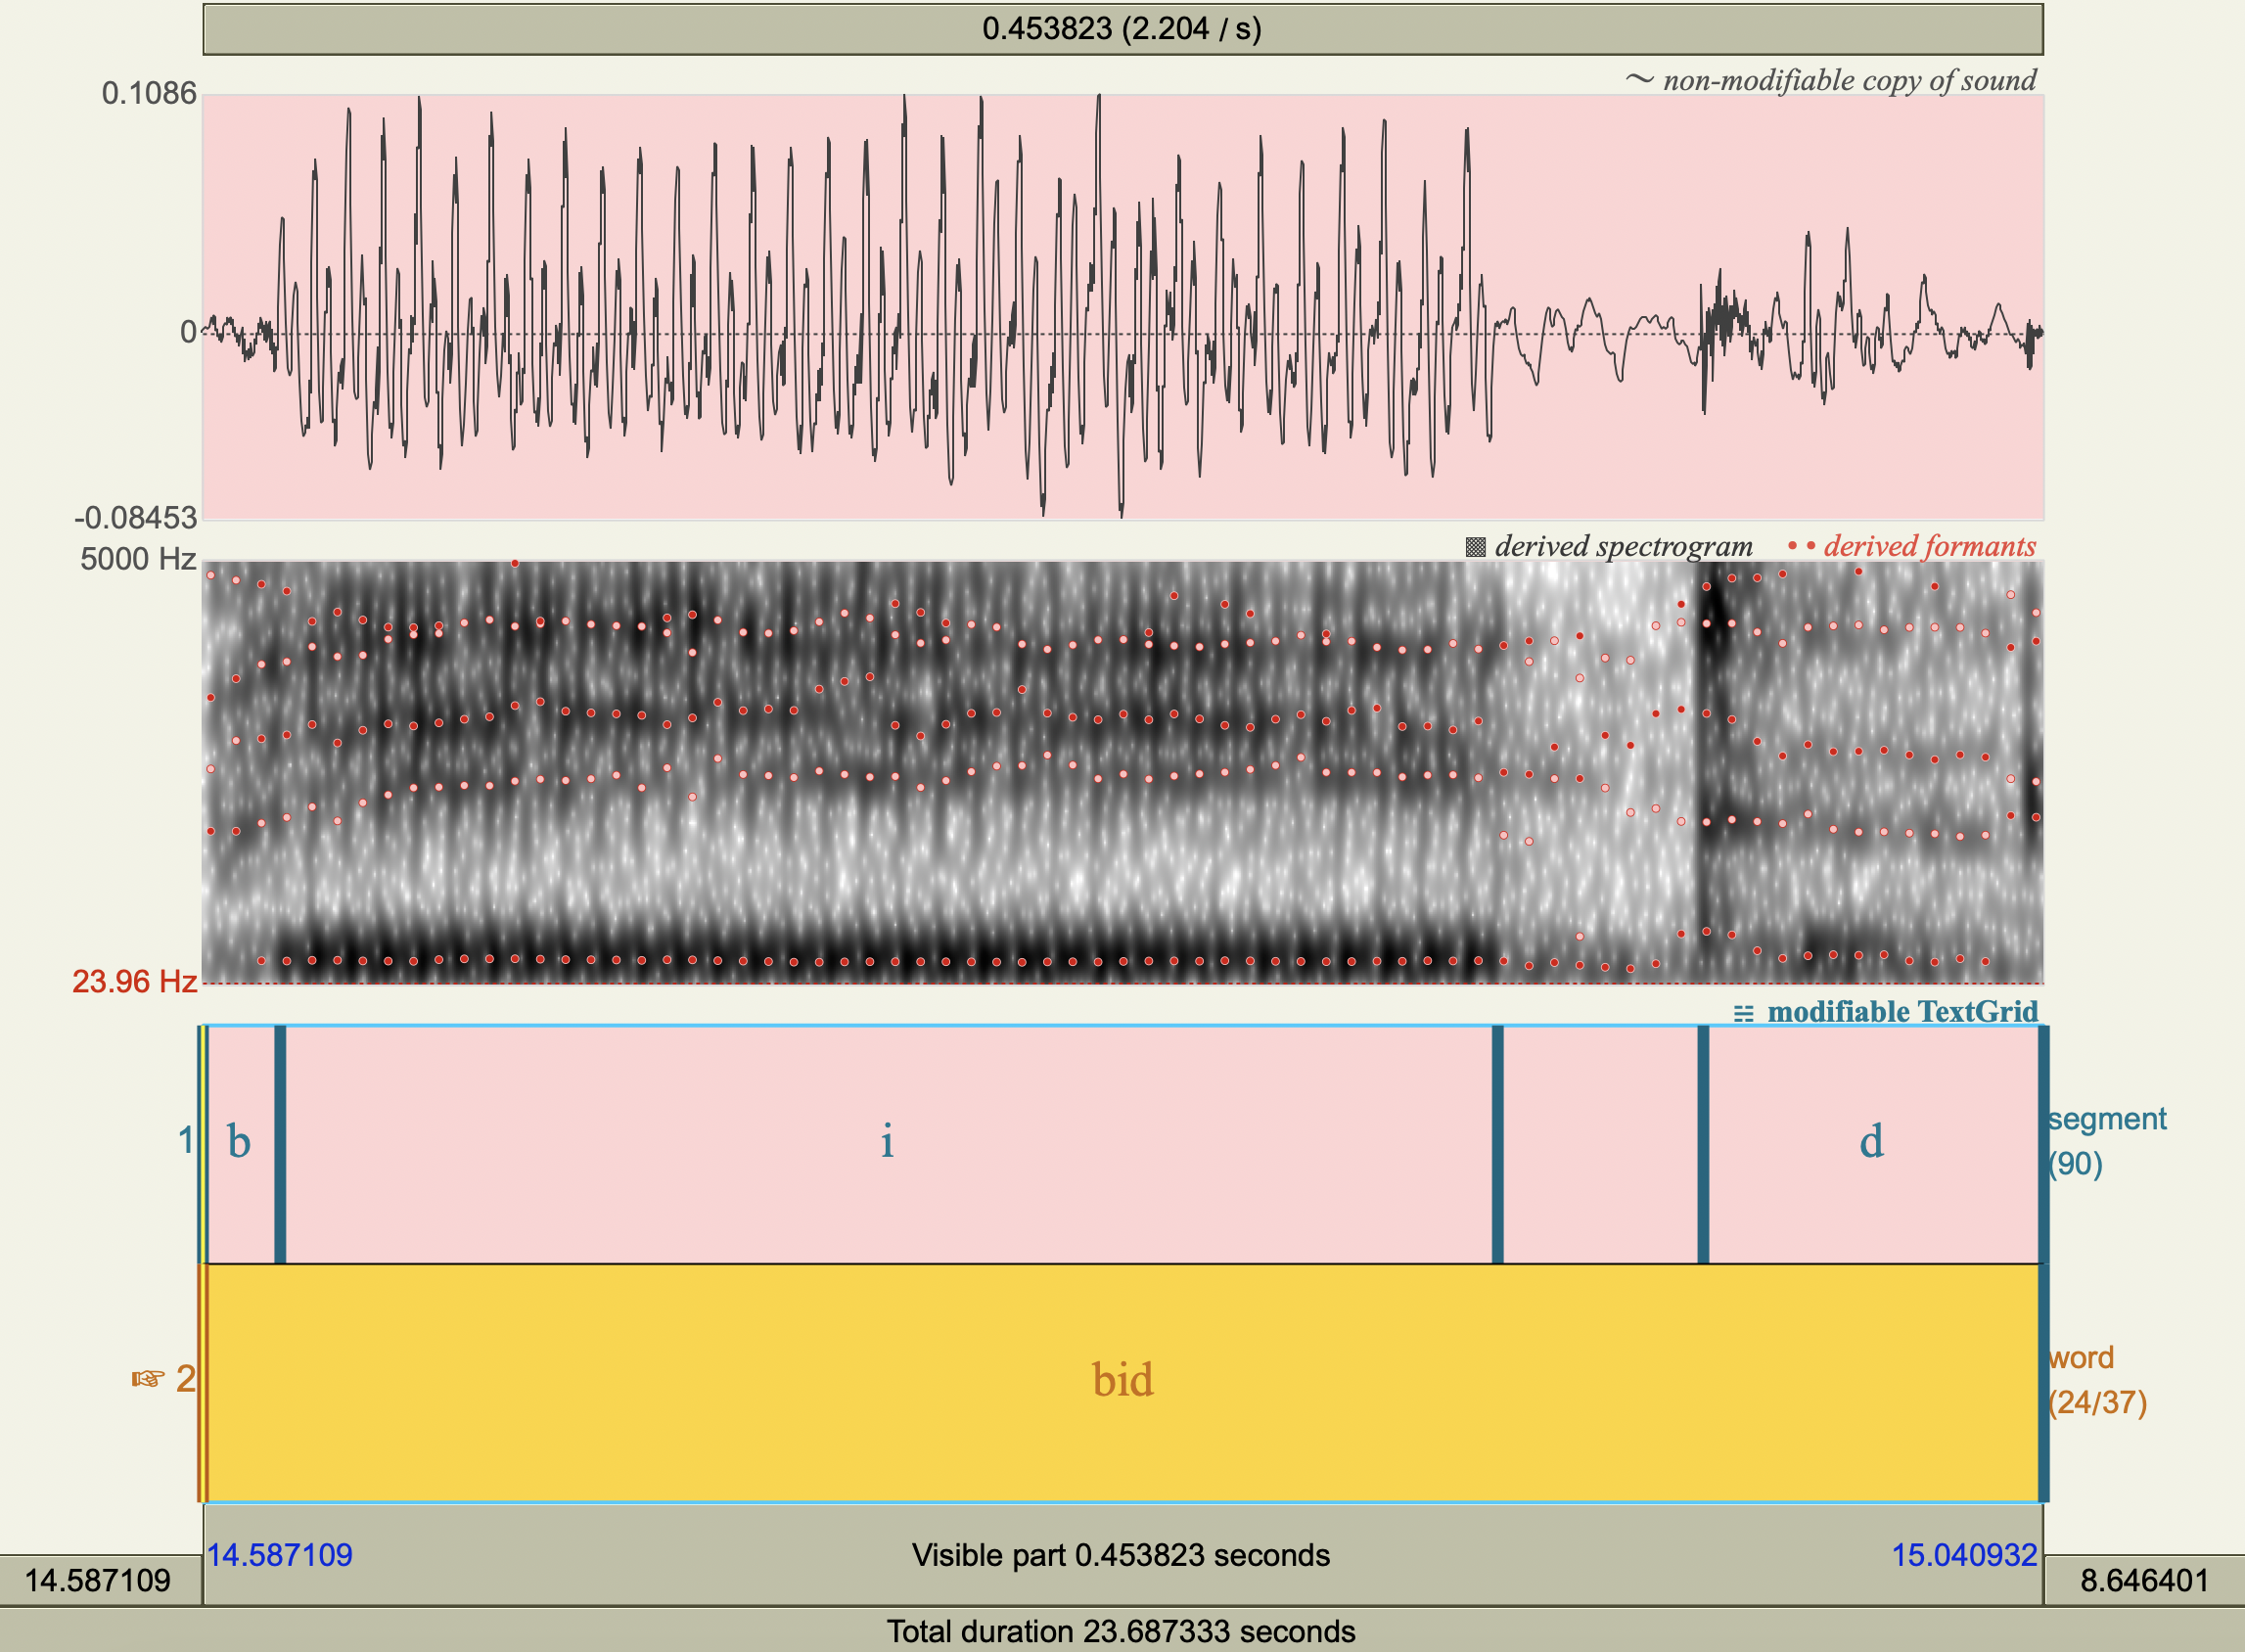 0.453823 (2.204 / s)
~ non-modifiable copy of sound
0.1086
0
-0.08453
5000 Hz
derived spectrogram
derived formants
23.96 Hz
modifiable TextGrid
1
b
i
d
segment
(90)
☞ 2
bid
word
(24/37)
14.587109
Visible part 0.453823 seconds
15.040932
14.587109
8.646401
Total duration 23.687333 seconds